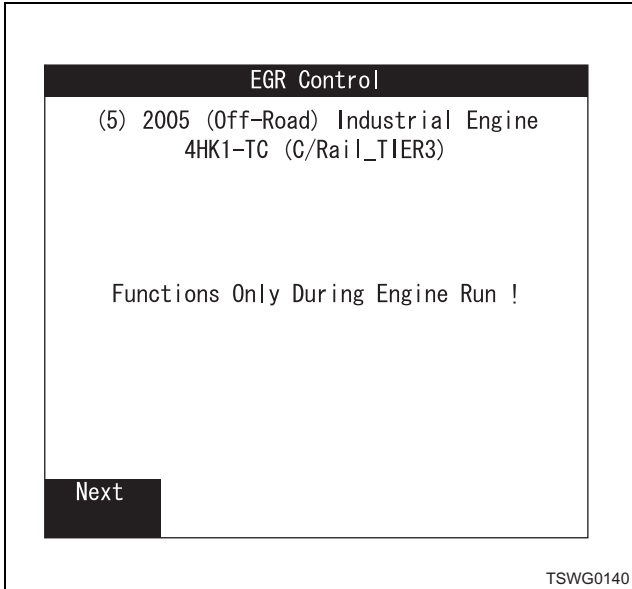 EGR Control
(5) 2005 (Off-Road) Industrial Engine
4HK1-TC (C/Rail_TIER3)
Functions Only During Engine Run !
Next
TSWG0140